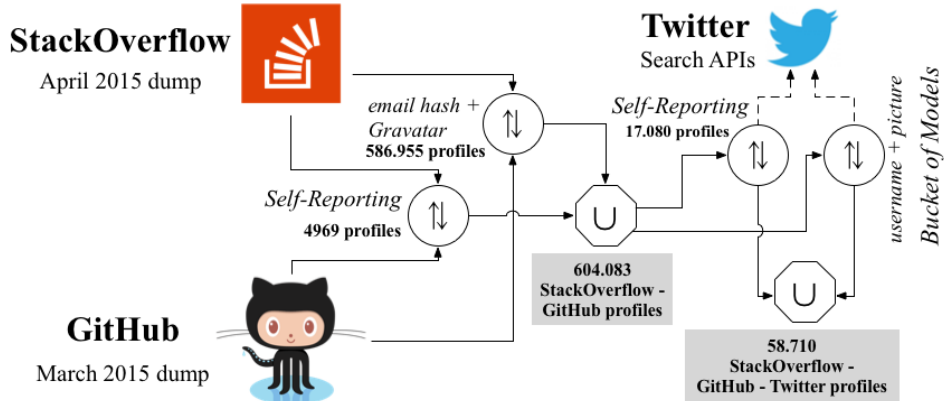 StackOverflow
April 2015 dump
Twitter
Search APIs
email hash +
Gravatar
586.955 profiles
Self-Reporting
17.080 profiles
username + picture
Bucket of Models
Self-Reporting
4969 profiles
∪
604.083
StackOverflow -
GitHub profiles
∪
GitHub
March 2015 dump
58.710
StackOverflow -
GitHub - Twitter profiles